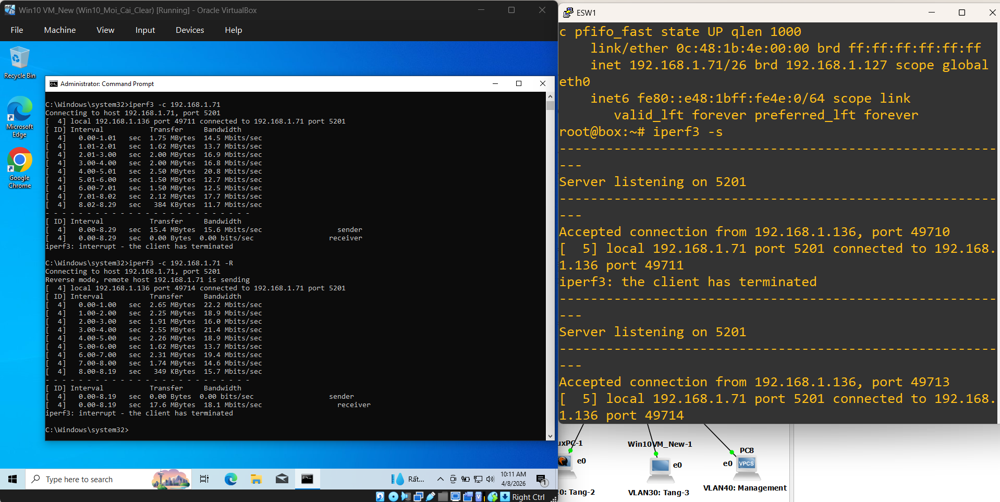 Win10 VM_New (Win10_Moi_Cai_Clear) [Running] - Oracle VirtualBox
File Machine View Input Devices Help
Recycle Bin
Microsoft
Edge
Google
Chrome
Administrator: Command Prompt
C:\Windows\system32>iperf3 -c 192.168.1.71
Connecting to host 192.168.1.71, port 5201
[  4] local 192.168.1.136 port 49711 connected to 192.168.1.71 port 5201
[ ID] Interval           Transfer     Bandwidth
[  4]   0.00-1.01   sec  1.75 MBytes  14.5 Mbits/sec
[  4]   1.01-2.01   sec  1.62 MBytes  13.7 Mbits/sec
[  4]   2.01-3.00   sec  2.00 MBytes  16.9 Mbits/sec
[  4]   3.00-4.00   sec  2.00 MBytes  16.8 Mbits/sec
[  4]   4.00-5.01   sec  2.50 MBytes  20.8 Mbits/sec
[  4]   5.01-6.00   sec  1.50 MBytes  12.7 Mbits/sec
[  4]   6.00-7.01   sec  1.50 MBytes  12.5 Mbits/sec
[  4]   7.01-8.02   sec  2.12 MBytes  17.7 Mbits/sec
[  4]   8.02-8.29   sec   384 KBytes  11.7 Mbits/sec
- - - - - - - - - - - - - - - - - - - - - - - - -
[ ID] Interval           Transfer     Bandwidth
[  4]   0.00-8.29   sec  15.4 MBytes  15.6 Mbits/sec                  sender
[  4]   0.00-8.29   sec  0.00 Bytes  0.00 bits/sec                  receiver
iperf3: interrupt - the client has terminated
C:\Windows\system32>iperf3 -c 192.168.1.71 -R
Connecting to host 192.168.1.71, port 5201
Reverse mode, remote host 192.168.1.71 is sending
[  4] local 192.168.1.136 port 49714 connected to 192.168.1.71 port 5201
[ ID] Interval           Transfer     Bandwidth
[  4]   0.00-1.00   sec  2.65 MBytes  22.2 Mbits/sec
[  4]   1.00-2.00   sec  2.25 MBytes  18.9 Mbits/sec
[  4]   2.00-3.00   sec  1.91 MBytes  16.0 Mbits/sec
[  4]   3.00-4.00   sec  2.55 MBytes  21.4 Mbits/sec
[  4]   4.00-5.00   sec  2.26 MBytes  18.9 Mbits/sec
[  4]   5.00-6.00   sec  1.62 MBytes  13.7 Mbits/sec
[  4]   6.00-7.00   sec  2.31 MBytes  19.4 Mbits/sec
[  4]   7.00-8.00   sec  1.74 MBytes  14.6 Mbits/sec
[  4]   8.00-8.19   sec   349 KBytes  15.7 Mbits/sec
- - - - - - - - - - - - - - - - - - - - - - - - -
[ ID] Interval           Transfer     Bandwidth
[  4]   0.00-8.19   sec  0.00 Bytes  0.00 bits/sec                  sender
[  4]   0.00-8.19   sec  17.6 MBytes  18.1 Mbits/sec                  receiver
iperf3: interrupt - the client has terminated
C:\Windows\system32>
Type here to search
Rất...
10:11 AM
4/8/2026
1
Right Ctrl
ESW1
c pfifo_fast state UP qlen 1000
link/ether 0c:48:1b:4e:00:00 brd ff:ff:ff:ff:ff:ff
inet 192.168.1.71/26 brd 192.168.1.127 scope global
eth0
inet6 fe80::e48:1bff:fe4e:0/64 scope link
valid_lft forever preferred_lft forever
root@box:~# iperf3 -s
--------------------------------------------------------
---
Server listening on 5201
--------------------------------------------------------
---
Accepted connection from 192.168.1.136, port 49710
[  5] local 192.168.1.71 port 5201 connected to 192.168.
1.136 port 49711
iperf3: the client has terminated
--------------------------------------------------------
---
Server listening on 5201
--------------------------------------------------------
---
Accepted connection from 192.168.1.136, port 49713
[  5] local 192.168.1.71 port 5201 connected to 192.168.
1.136 port 49714
uxPC-1
e0
Win10VM_New-1
e0
PC8
e0
VPCS
0: Tang-2
VLAN30: Tang-3
VLAN40: Management